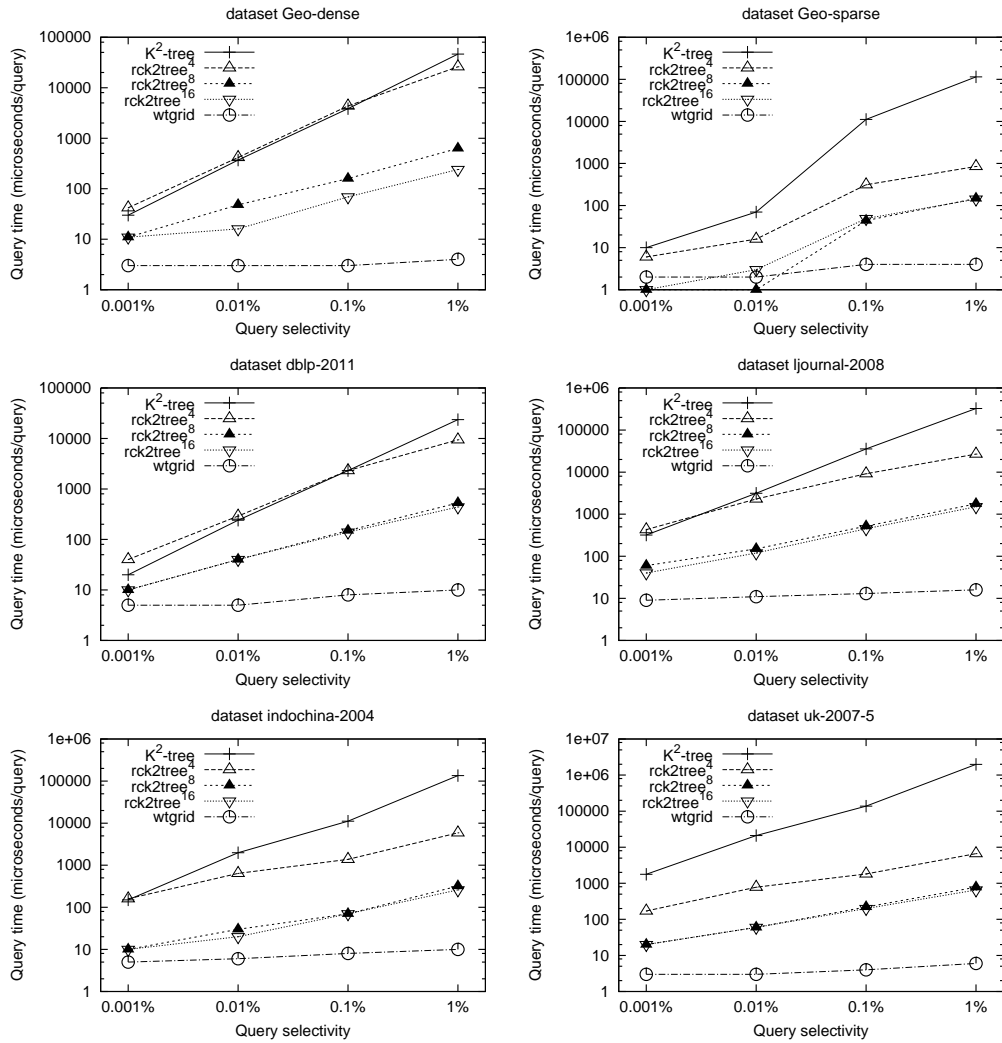 dataset Geo-dense
Query time (microseconds/query)
100000
10000
1000
100
10
1
K²-tree
rck2tree⁴
rck2tree⁸
rck2tree¹⁶
wtgrid
0.001% 0.01% 0.1% 1%
Query selectivity
dataset Geo-sparse
Query time (microseconds/query)
1e+06
100000
10000
1000
100
10
1
K²-tree
rck2tree⁴
rck2tree⁸
rck2tree¹⁶
wtgrid
0.001% 0.01% 0.1% 1%
Query selectivity
dataset dblp-2011
Query time (microseconds/query)
100000
10000
1000
100
10
1
K²-tree
rck2tree⁴
rck2tree⁸
rck2tree¹⁶
wtgrid
0.001% 0.01% 0.1% 1%
Query selectivity
dataset ljournal-2008
Query time (microseconds/query)
1e+06
100000
10000
1000
100
10
1
K²-tree
rck2tree⁴
rck2tree⁸
rck2tree¹⁶
wtgrid
0.001% 0.01% 0.1% 1%
Query selectivity
dataset indochina-2004
Query time (microseconds/query)
1e+06
100000
10000
1000
100
10
1
K²-tree
rck2tree⁴
rck2tree⁸
rck2tree¹⁶
wtgrid
0.001% 0.01% 0.1% 1%
Query selectivity
dataset uk-2007-5
Query time (microseconds/query)
1e+07
1e+06
100000
10000
1000
100
10
1
K²-tree
rck2tree⁴
rck2tree⁸
rck2tree¹⁶
wtgrid
0.001% 0.01% 0.1% 1%
Query selectivity